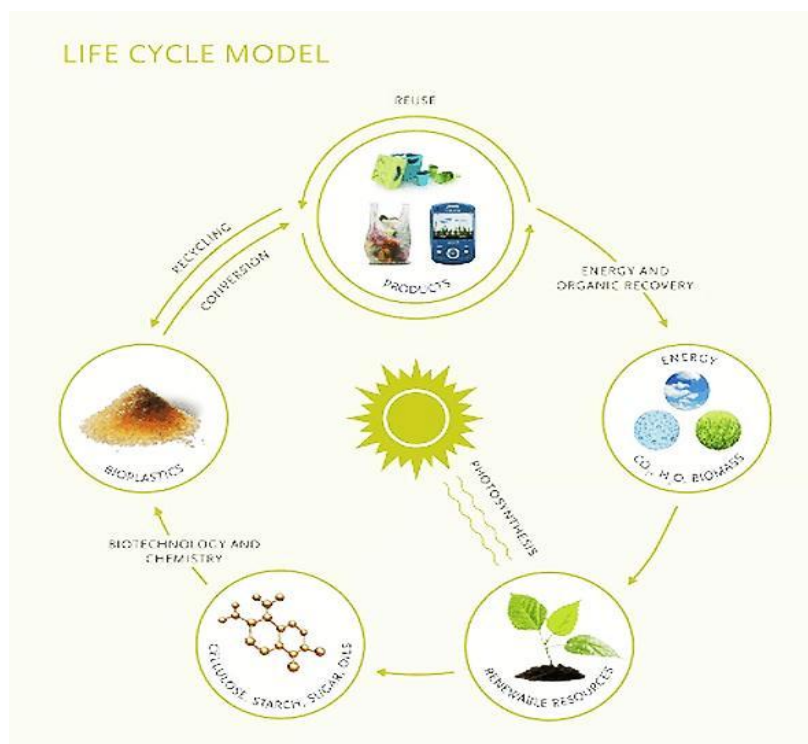 LIFE CYCLE MODEL
REUSE
PRODUCTS
RECYCLING
CONVERSION
ENERGY AND
ORGANIC RECOVERY
ENERGY
CO₂, H₂O, BIOMASS
BIOPLASTICS
PHOTOSYNTHESIS
BIOTECHNOLOGY AND
CHEMISTRY
CELLULOSE, STARCH, SUGAR, OILS
RENEWABLE RESOURCES